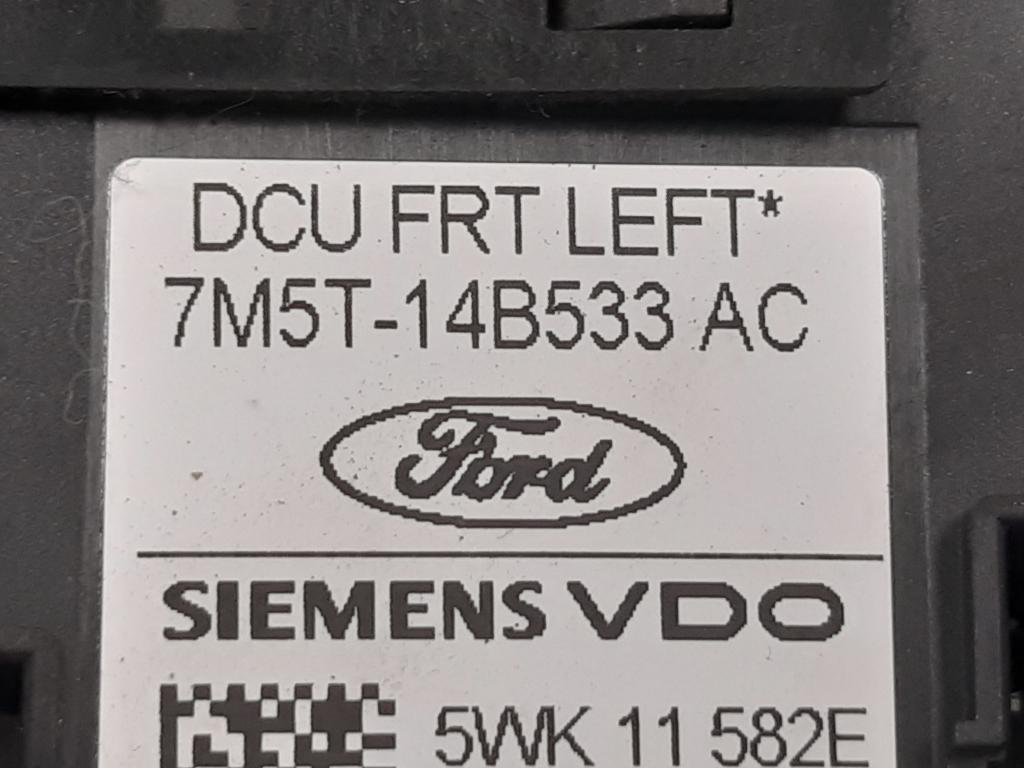 DCU FRT LEFT*
7M5T-14B533 AC
Ford
SIEMENS VDO
5WK 11 582E